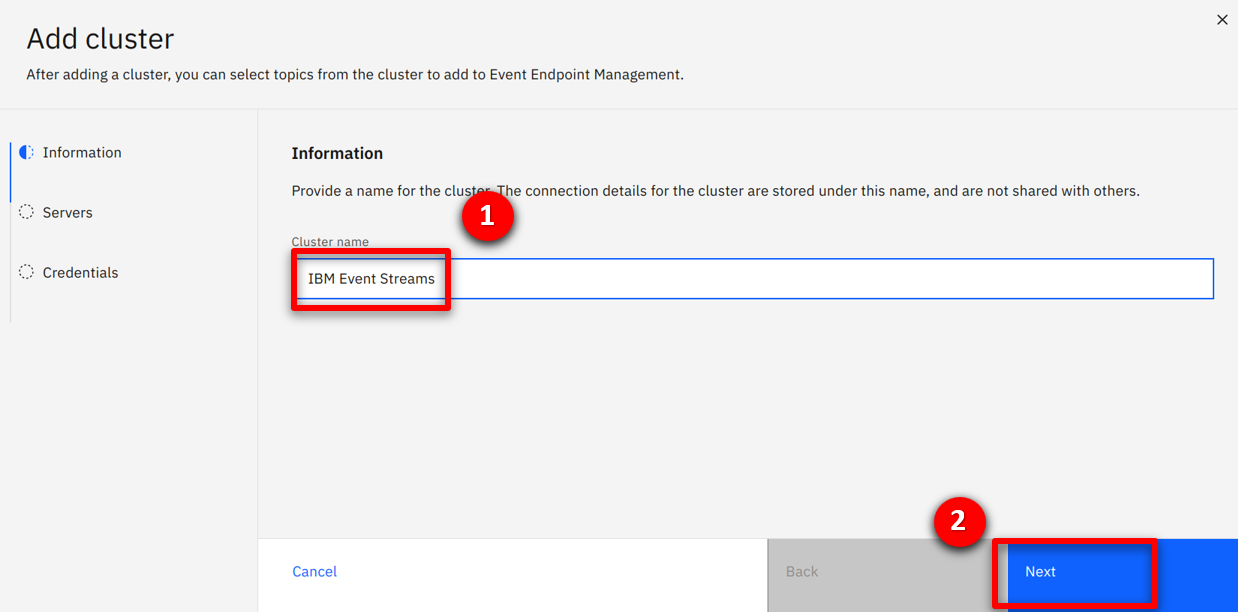 Add cluster
After adding a cluster, you can select topics from the cluster to add to Event Endpoint Management.
Information
Servers
Credentials
Information
Provide a name for the cluster. The connection details for the cluster are stored under this name, and are not shared with others.
1
Cluster name
IBM Event Streams
2
Cancel
Back
Next